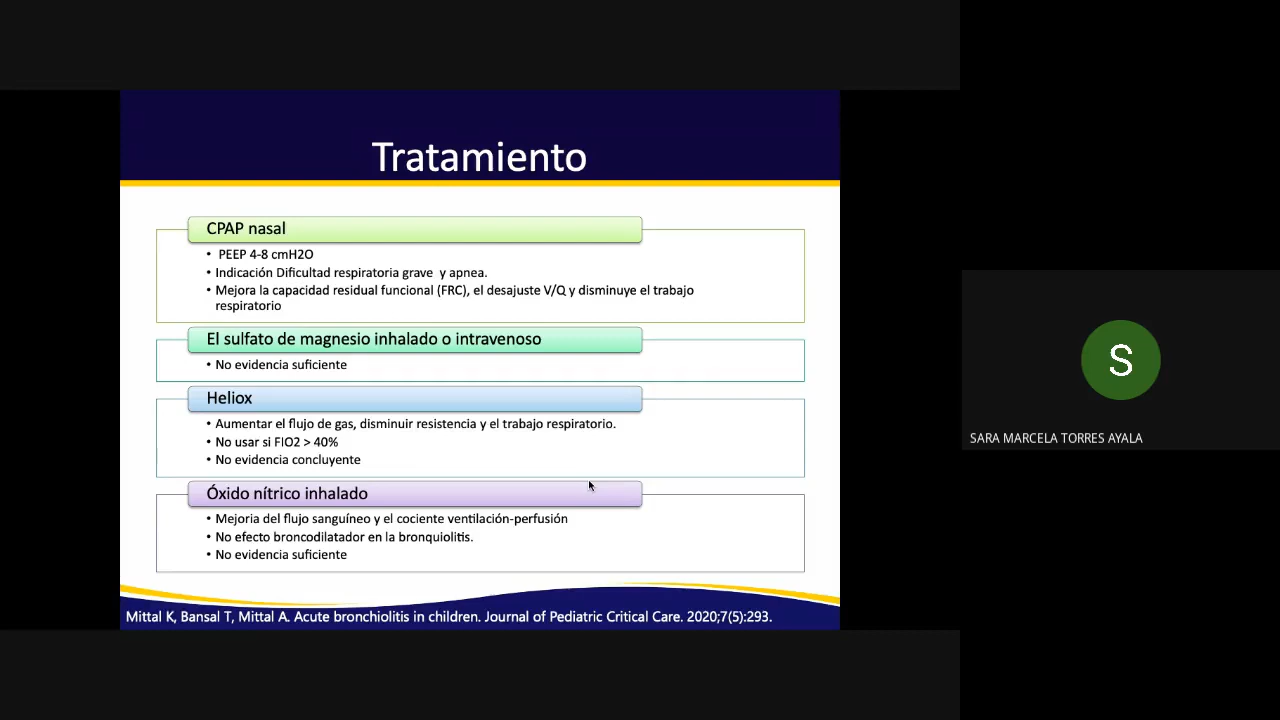 Tratamiento
CPAP nasal
• PEEP 4-8 cmH2O
• Indicación Dificultad respiratoria grave y apnea.
• Mejora la capacidad residual funcional (FRC), el desajuste V/Q y disminuye el trabajo
respiratorio
El sulfato de magnesio inhalado o intravenoso
• No evidencia suficiente
Heliox
• Aumentar el flujo de gas, disminuir resistencia y el trabajo respiratorio.
• No usar si FIO2 > 40%
• No evidencia concluyente
Óxido nítrico inhalado
• Mejoria del flujo sanguíneo y el cociente ventilación-perfusión
• No efecto broncodilatador en la bronquiolitis.
• No evidencia suficiente
Mittal K, Bansal T, Mittal A. Acute bronchiolitis in children. Journal of Pediatric Critical Care. 2020;7(5):293.
S
SARA MARCELA TORRES AYALA